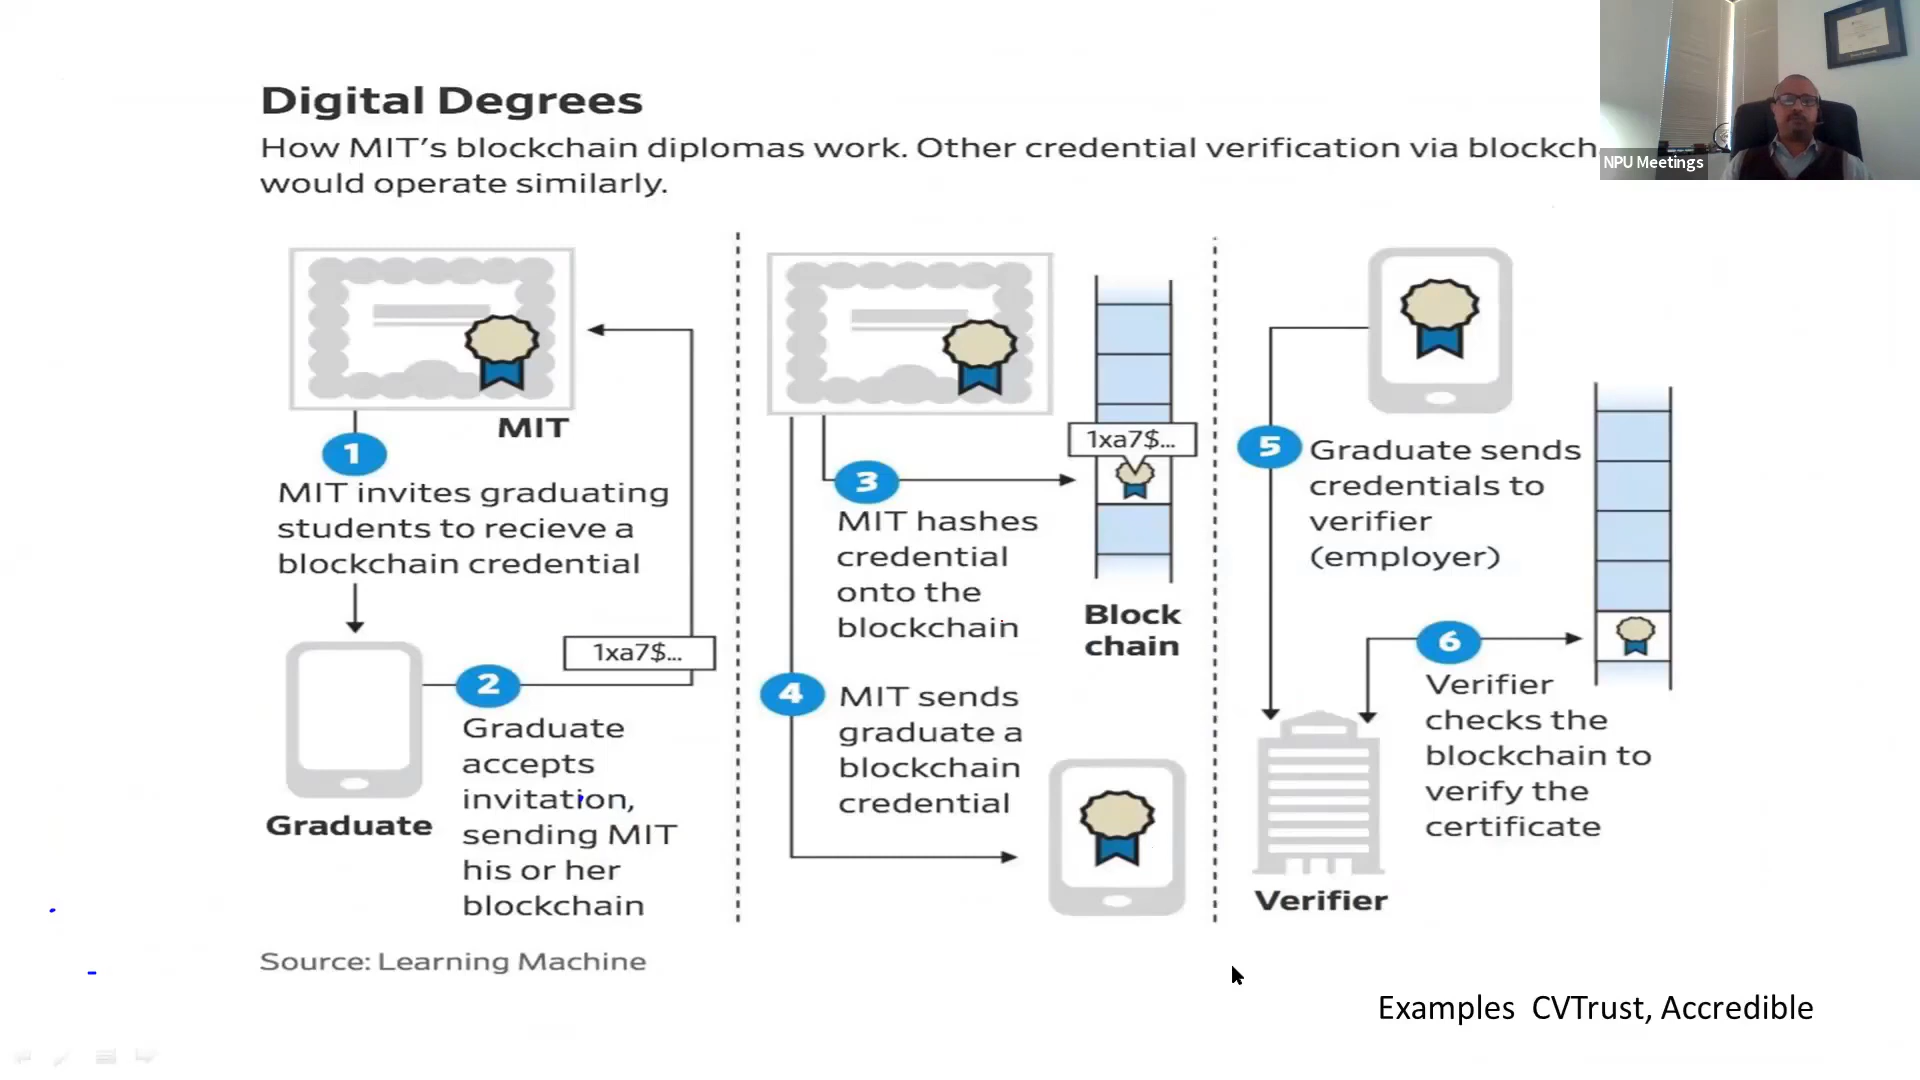 Digital Degrees
How MIT's blockchain diplomas work. Other credential verification via blockch
would operate similarly.
NPU Meetings
MIT
1
MIT invites graduating
students to recieve a
blockchain credential
1xa7$...
2
Graduate
Graduate
accepts
invitation,
sending MIT
his or her
blockchain
1xa7$...
3
MIT hashes
credential
onto the
blockchain
Block
chain
4
MIT sends
graduate a
blockchain
credential
5
Graduate sends
credentials to
verifier
(employer)
6
Verifier
checks the
blockchain to
verify the
certificate
Verifier
Source: Learning Machine
Examples CVTrust, Accredible